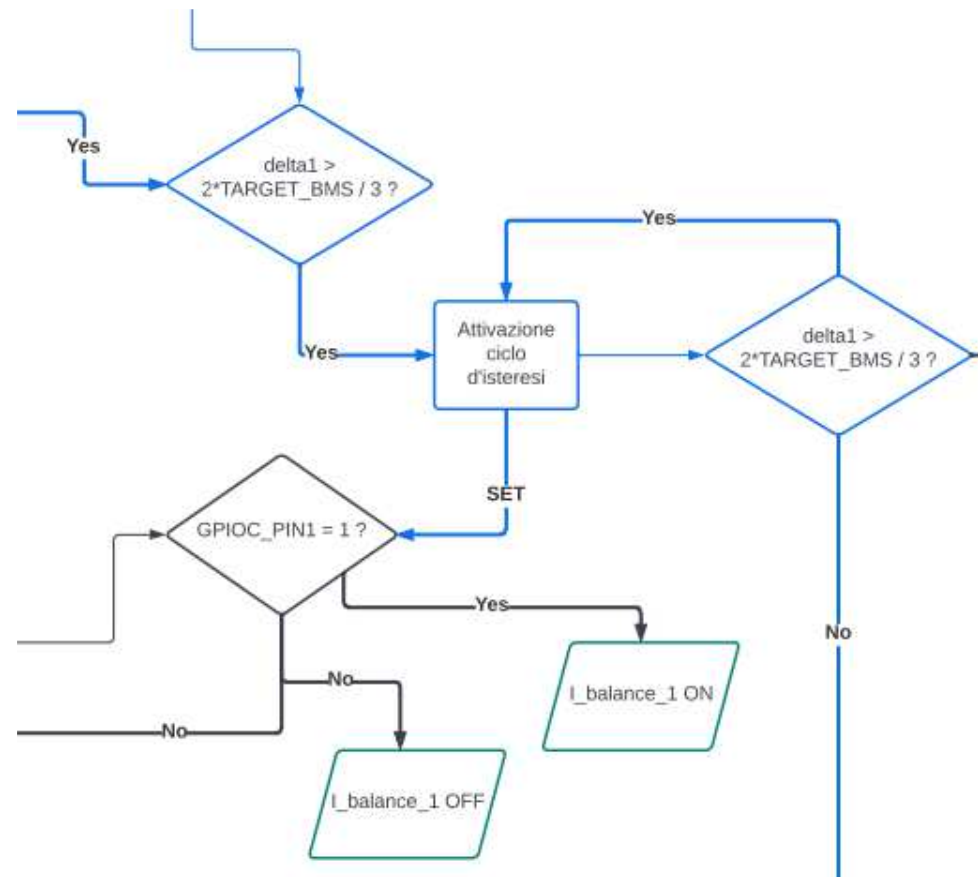 Yes
delta1 >
2*TARGET_BMS / 3 ?
Yes
Yes
Attivazione
ciclo
d'isteresi
delta1 >
2*TARGET_BMS / 3 ?
SET
GPIOC_PIN1 = 1 ?
Yes
No
No
I_balance_1 ON
No
I_balance_1 OFF